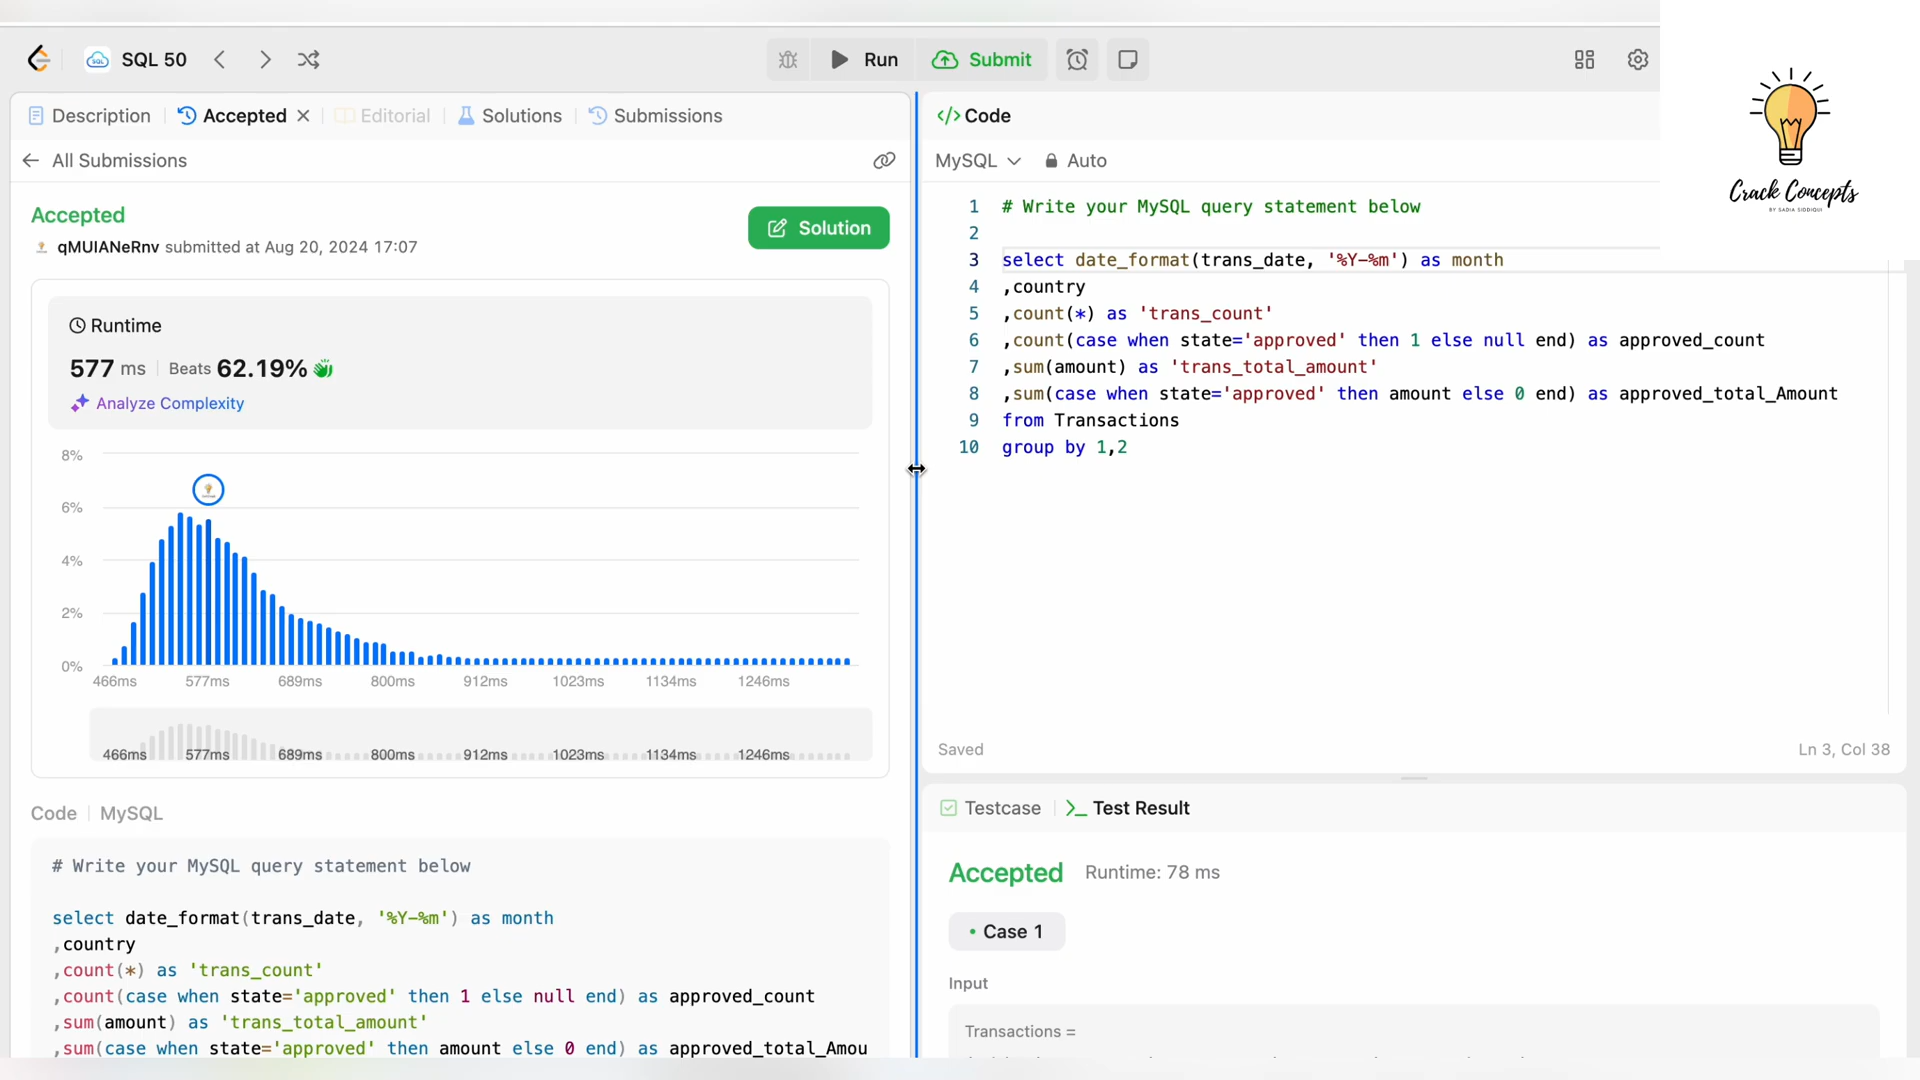 SQL 50
Run
Submit
Description
Accepted
Editorial
Solutions
Submissions
All Submissions
Accepted
qMUIANeRnv submitted at Aug 20, 2024 17:07
Solution
Runtime
577 ms
Beats 62.19%
Analyze Complexity
8%
6%
4%
2%
0%
466ms 577ms 689ms 800ms 912ms 1023ms 1134ms 1246ms
466ms 577ms 689ms 800ms 912ms 1023ms 1134ms 1246ms
Code
MySQL
# Write your MySQL query statement below
select date_format(trans_date, '%Y-%m') as month
,country
,count(*) as 'trans_count'
,count(case when state='approved' then 1 else null end) as approved_count
,sum(amount) as 'trans_total_amount'
,sum(case when state='approved' then amount else 0 end) as approved_total_Amou
</> Code
MySQL
Auto
1 # Write your MySQL query statement below
2
3 select date_format(trans_date, '%Y-%m') as month
4 ,country
5 ,count(*) as 'trans_count'
6 ,count(case when state='approved' then 1 else null end) as approved_count
7 ,sum(amount) as 'trans_total_amount'
8 ,sum(case when state='approved' then amount else 0 end) as approved_total_Amount
9 from Transactions
10 group by 1,2
Saved
Ln 3, Col 38
Testcase
Test Result
Accepted
Runtime: 78 ms
Case 1
Input
Transactions =
Crack Concepts
BY SADIA SIDDIQUI